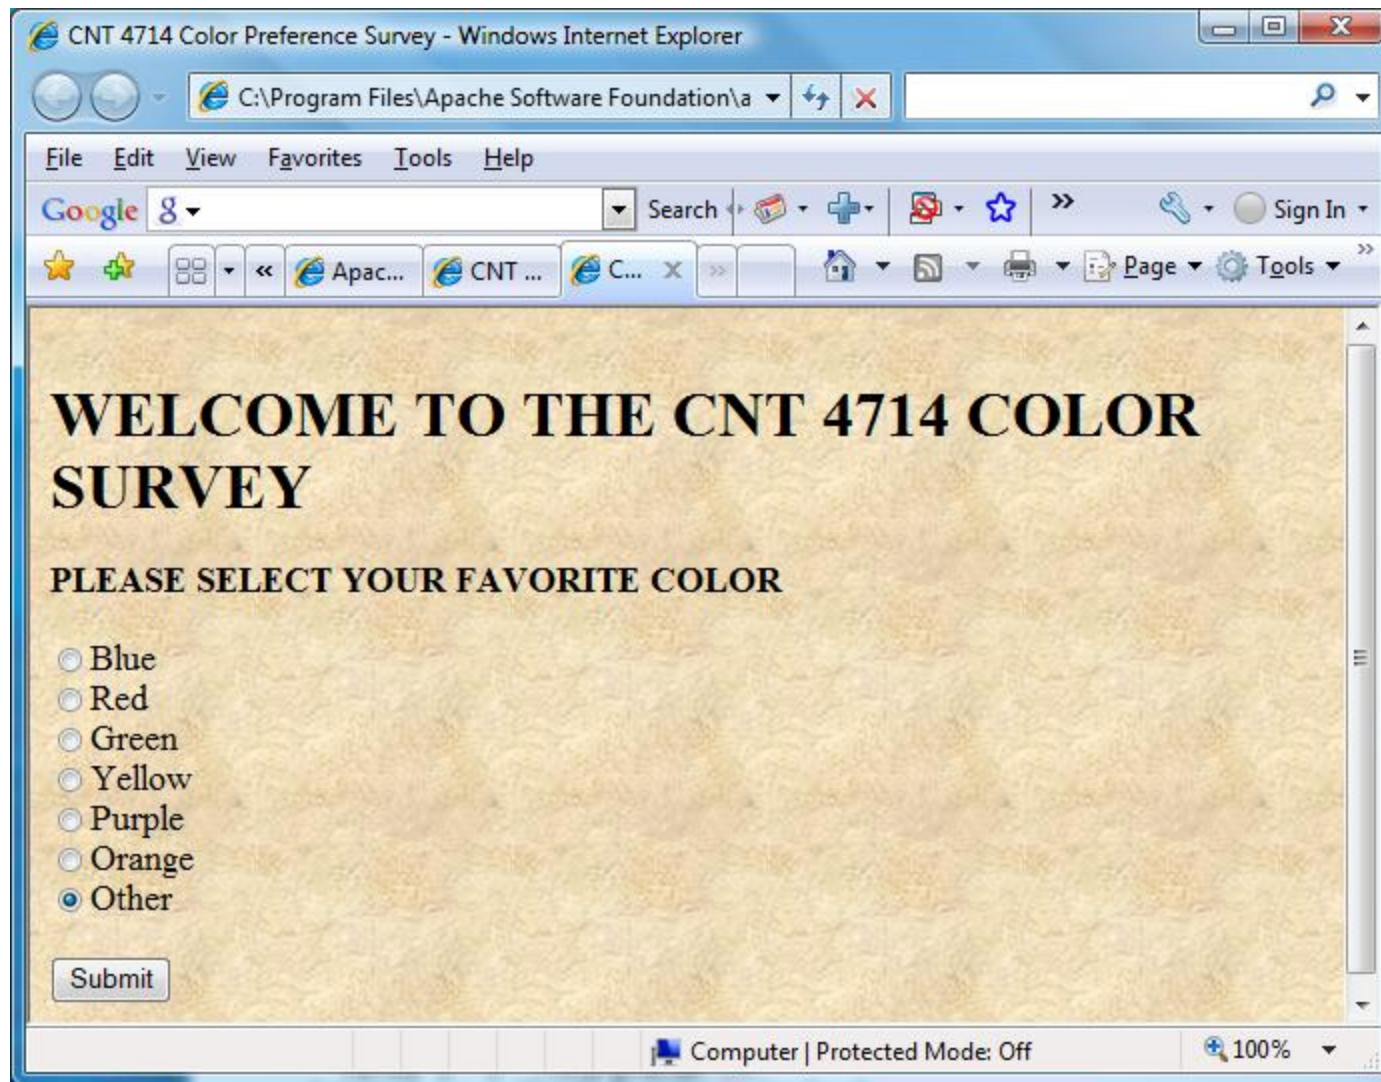 CNT 4714 Color Preference Survey - Windows Internet Explorer
C:\Program Files\Apache Software Foundation\a
File Edit View Favorites Tools Help
Google 8 Search » Sign In
« Apac... CNT ... C... X » Page Tools »
WELCOME TO THE CNT 4714 COLOR
SURVEY
PLEASE SELECT YOUR FAVORITE COLOR
Blue
Red
Green
Yellow
Purple
Orange
Other
Submit
Computer | Protected Mode: Off 100%